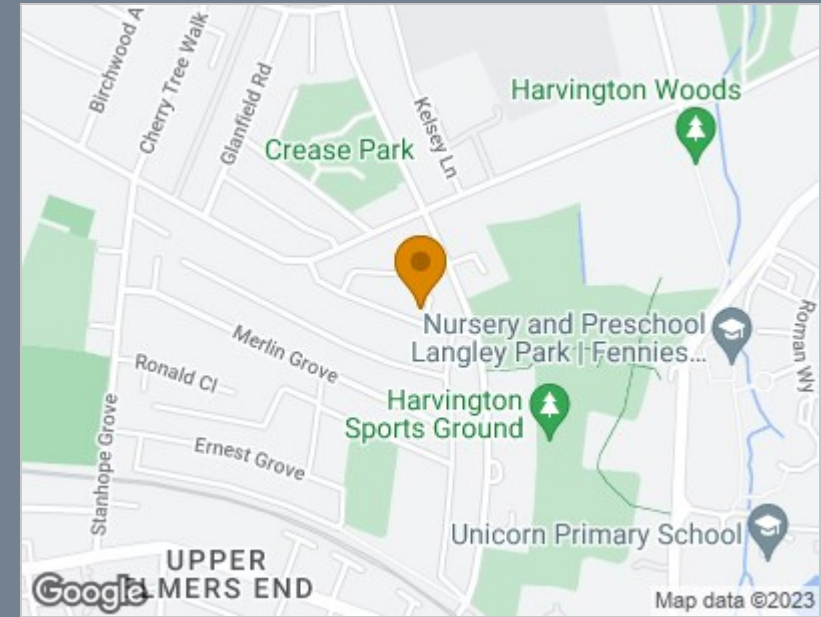 Birchwood A
Cherry Tree Walk
Glanfield Rd
Kelsey Ln
Harvington Woods
Crease Park
Nursery and Preschool
Langley Park | Fennies...
Roman Wy
Merlin Grove
Ronald Cl
Harvington
Sports Ground
Stanhope Grove
Ernest Grove
Unicorn Primary School
UPPER
ELMERS END
Google
Map data ©2023